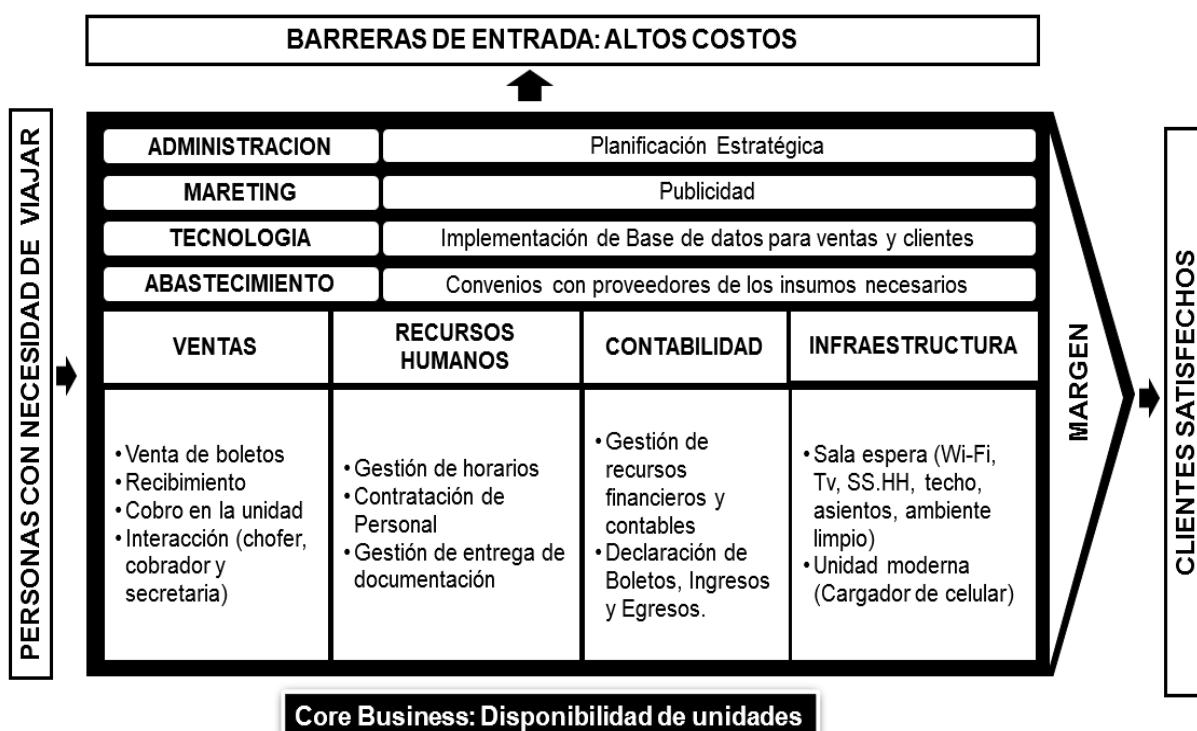 BARRERAS DE ENTRADA: ALTOS COSTOS
PERSONAS CON NECESIDAD DE VIAJAR
ADMINISTRACION
Planificación Estratégica
MARETING
Publicidad
TECNOLOGIA
Implementación de Base de datos para ventas y clientes
ABASTECIMIENTO
Convenios con proveedores de los insumos necesarios
VENTAS
RECURSOS
HUMANOS
CONTABILIDAD
INFRAESTRUCTURA
•Venta de boletos
•Recibimiento
•Cobro en la unidad
•Interacción (chofer,
cobrador y
secretaria)
•Gestión de horarios
•Contratación de
Personal
•Gestión de entrega de
documentación
•Gestión de
recursos
financieros y
contables
•Declaración de
Boletos, Ingresos
y Egresos.
•Sala espera (Wi-Fi,
Tv, SS.HH, techo,
asientos, ambiente
limpio)
•Unidad moderna
(Cargador de celular)
MARGEN
CLIENTES SATISFECHOS
Core Business: Disponibilidad de unidades